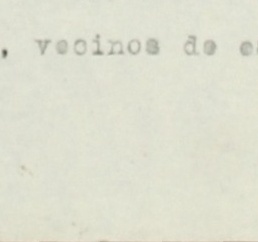 , vecinos de e